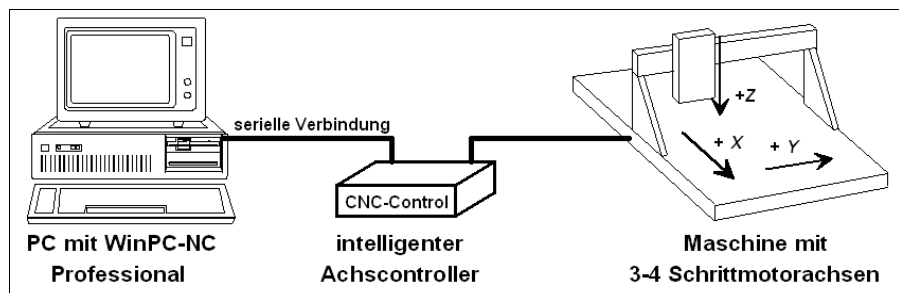 serielle Verbindung
CNC-Control
+Z
+ X
+ Y
PC mit WinPC-NC
Professional
intelligenter
Achscontroller
Maschine mit
3-4 Schrittmotorachsen